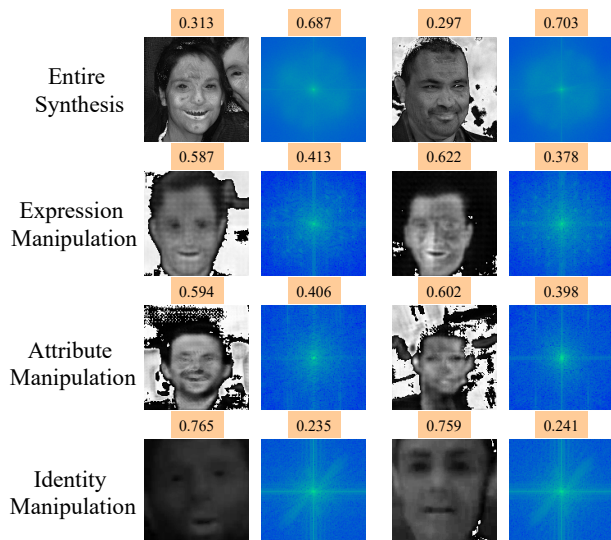 0.313 0.687 0.297 0.703
Entire
Synthesis
0.587 0.413 0.622 0.378
Expression
Manipulation
0.594 0.406 0.602 0.398
Attribute
Manipulation
0.765 0.235 0.759 0.241
Identity
Manipulation